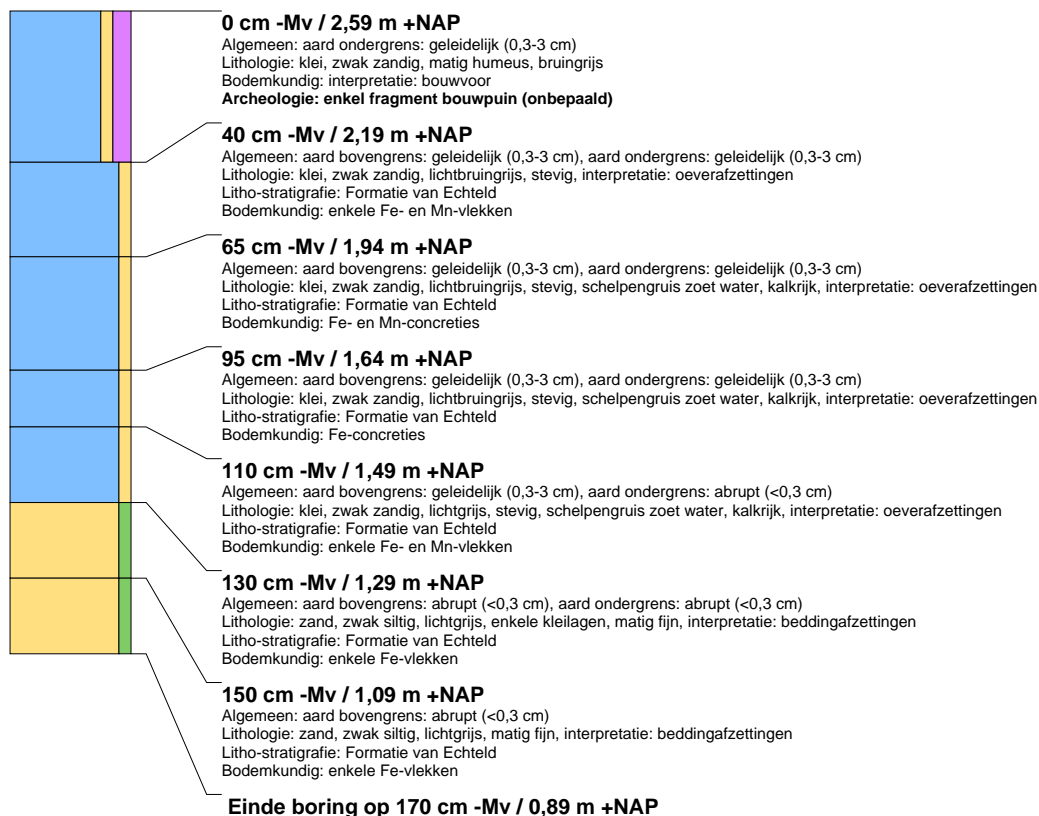 0 cm -Mv / 2,59 m +NAP
Algemeen: aard ondergrens: geleidelijk (0,3-3 cm)
Lithologie: klei, zwak zandig, matig humeus, bruingrijs
Bodemkundig: interpretatie: bouwvoor
Archeologie: enkel fragment bouwpuin (onbepaald)
40 cm -Mv / 2,19 m +NAP
Algemeen: aard bovengrens: geleidelijk (0,3-3 cm), aard ondergrens: geleidelijk (0,3-3 cm)
Lithologie: klei, zwak zandig, lichtbruingrijs, stevig, interpretatie: oeverafzettingen
Litho-stratigrafie: Formatie van Echteld
Bodemkundig: enkele Fe- en Mn-vlekken
65 cm -Mv / 1,94 m +NAP
Algemeen: aard bovengrens: geleidelijk (0,3-3 cm), aard ondergrens: geleidelijk (0,3-3 cm)
Lithologie: klei, zwak zandig, lichtbruingrijs, stevig, schelpengruis zoet water, kalkrijk, interpretatie: oeverafzettingen
Litho-stratigrafie: Formatie van Echteld
Bodemkundig: Fe- en Mn-concreties
95 cm -Mv / 1,64 m +NAP
Algemeen: aard bovengrens: geleidelijk (0,3-3 cm), aard ondergrens: geleidelijk (0,3-3 cm)
Lithologie: klei, zwak zandig, lichtbruingrijs, stevig, schelpengruis zoet water, kalkrijk, interpretatie: oeverafzettingen
Litho-stratigrafie: Formatie van Echteld
Bodemkundig: Fe-concreties
110 cm -Mv / 1,49 m +NAP
Algemeen: aard bovengrens: geleidelijk (0,3-3 cm), aard ondergrens: abrupt (<0,3 cm)
Lithologie: klei, zwak zandig, lichtgrijs, stevig, schelpengruis zoet water, kalkrijk, interpretatie: oeverafzettingen
Litho-stratigrafie: Formatie van Echteld
Bodemkundig: enkele Fe- en Mn-vlekken
130 cm -Mv / 1,29 m +NAP
Algemeen: aard bovengrens: abrupt (<0,3 cm), aard ondergrens: abrupt (<0,3 cm)
Lithologie: zand, zwak siltig, lichtgrijs, enkele kleilagen, matig fijn, interpretatie: beddingafzettingen
Litho-stratigrafie: Formatie van Echteld
Bodemkundig: enkele Fe-vlekken
150 cm -Mv / 1,09 m +NAP
Algemeen: aard bovengrens: abrupt (<0,3 cm)
Lithologie: zand, zwak siltig, lichtgrijs, matig fijn, interpretatie: beddingafzettingen
Litho-stratigrafie: Formatie van Echteld
Bodemkundig: enkele Fe-vlekken
Einde boring op 170 cm -Mv / 0,89 m +NAP